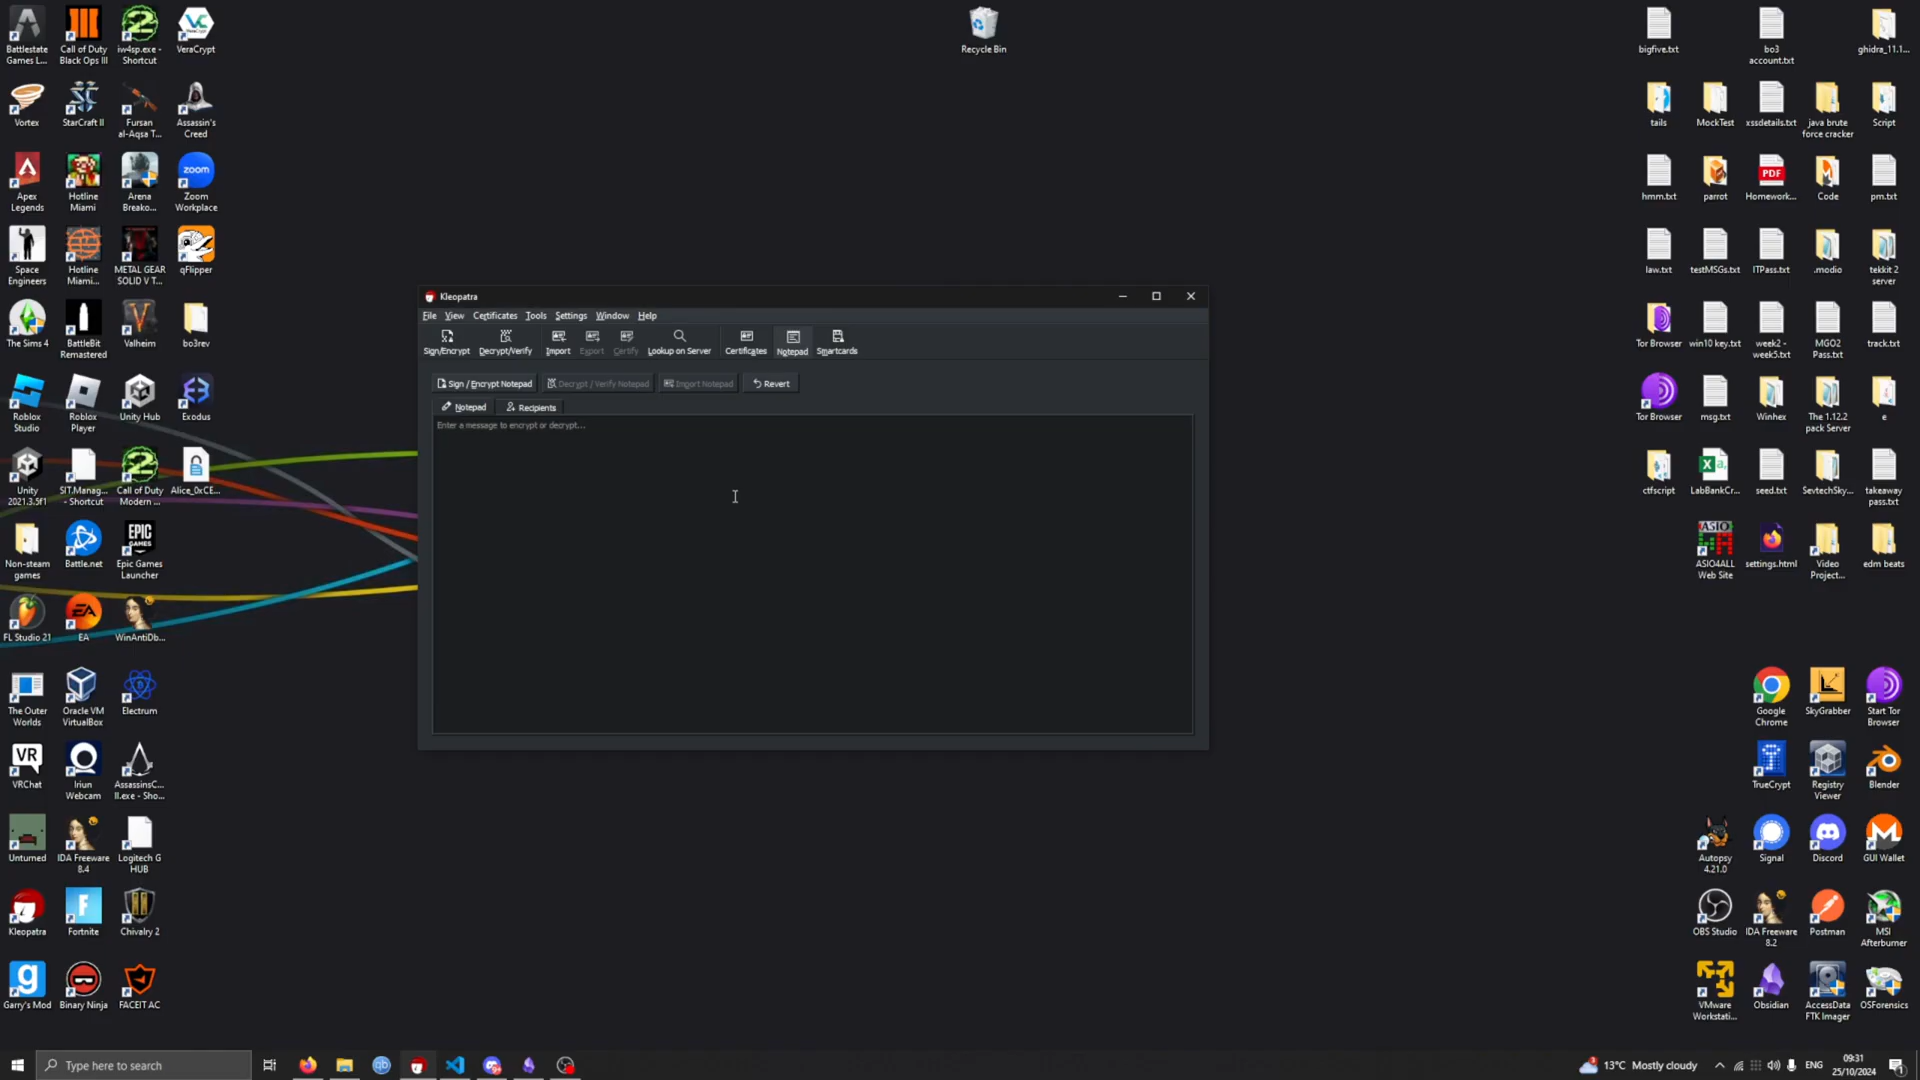 Battlestate
Games L...
Call of Duty
Black Ops III
iw4sp.exe -
Shortcut
VeraCrypt
Recycle Bin
bigfive.txt
bo3
account.txt
ghidra_11.1...
Vortex
StarCraft II
Fursan
al-Aqsa T...
Assassin's
Creed
tails
MockTest
xssdetails.txt
java brute
force cracker
Script
Apex
Legends
Hotline
Miami
Arena
Breako...
zoom
Zoom
Workplace
hmm.txt
parrot
PDF
Homework...
Code
pm.txt
Space
Engineers
Hotline
Miami...
METAL GEAR
SOLID V T...
qFlipper
law.txt
testMSGs.txt
ITPass.txt
.modio
tekkit 2
server
The Sims 4
BattleBit
Remastered
Valheim
bo3rev
Tor Browser
win10 key.txt
week2 -
week5.txt
MGO2
Pass.txt
track.txt
Roblox
Studio
Roblox
Player
Unity Hub
Exodus
Tor Browser
msg.txt
Winhex
The 1.12.2
pack Server
e
Unity
2021.3.5f1
SIT.Manag...
- Shortcut
Call of Duty
Modern ...
Alice_0xCE...
ctfscript
LabBankCr...
seed.txt
SevtechSky...
takeaway
pass.txt
Non-steam
games
Battle.net
EPIC
GAMES
Epic Games
Launcher
ASIO
ASIO4ALL
Web Site
settings.html
Video
Project...
edm beats
FL Studio 21
EA
EA
WinAntiDb...
The Outer
Worlds
Oracle VM
VirtualBox
Electrum
Google
Chrome
SkyGrabber
Start Tor
Browser
VR
VRChat
Iriun
Webcam
AssassinsC...
II.exe - Sho...
TrueCrypt
Registry
Viewer
Blender
Unturned
IDA Freeware
8.4
Logitech G
HUB
Autopsy
4.21.0
Signal
Discord
GUI Wallet
Kleopatra
Fortnite
Chivalry 2
OBS Studio
IDA Freeware
8.2
Postman
MSI
Afterburner
Garry's Mod
Binary Ninja
FACEIT AC
VMware
Workstati...
Obsidian
AccessData
FTK Imager
OSForensics
Kleopatra
File View Certificates Tools Settings Window Help
Sign/Encrypt Decrypt/Verify Import Export Certify Lookup on Server Certificates Notepad Smartcards
Sign / Encrypt Notepad Decrypt / Verify Notepad Import Notepad Revert
Notepad Recipients
Enter a message to encrypt or decrypt...
Type here to search
13°C Mostly cloudy
ENG
09:31
25/10/2024